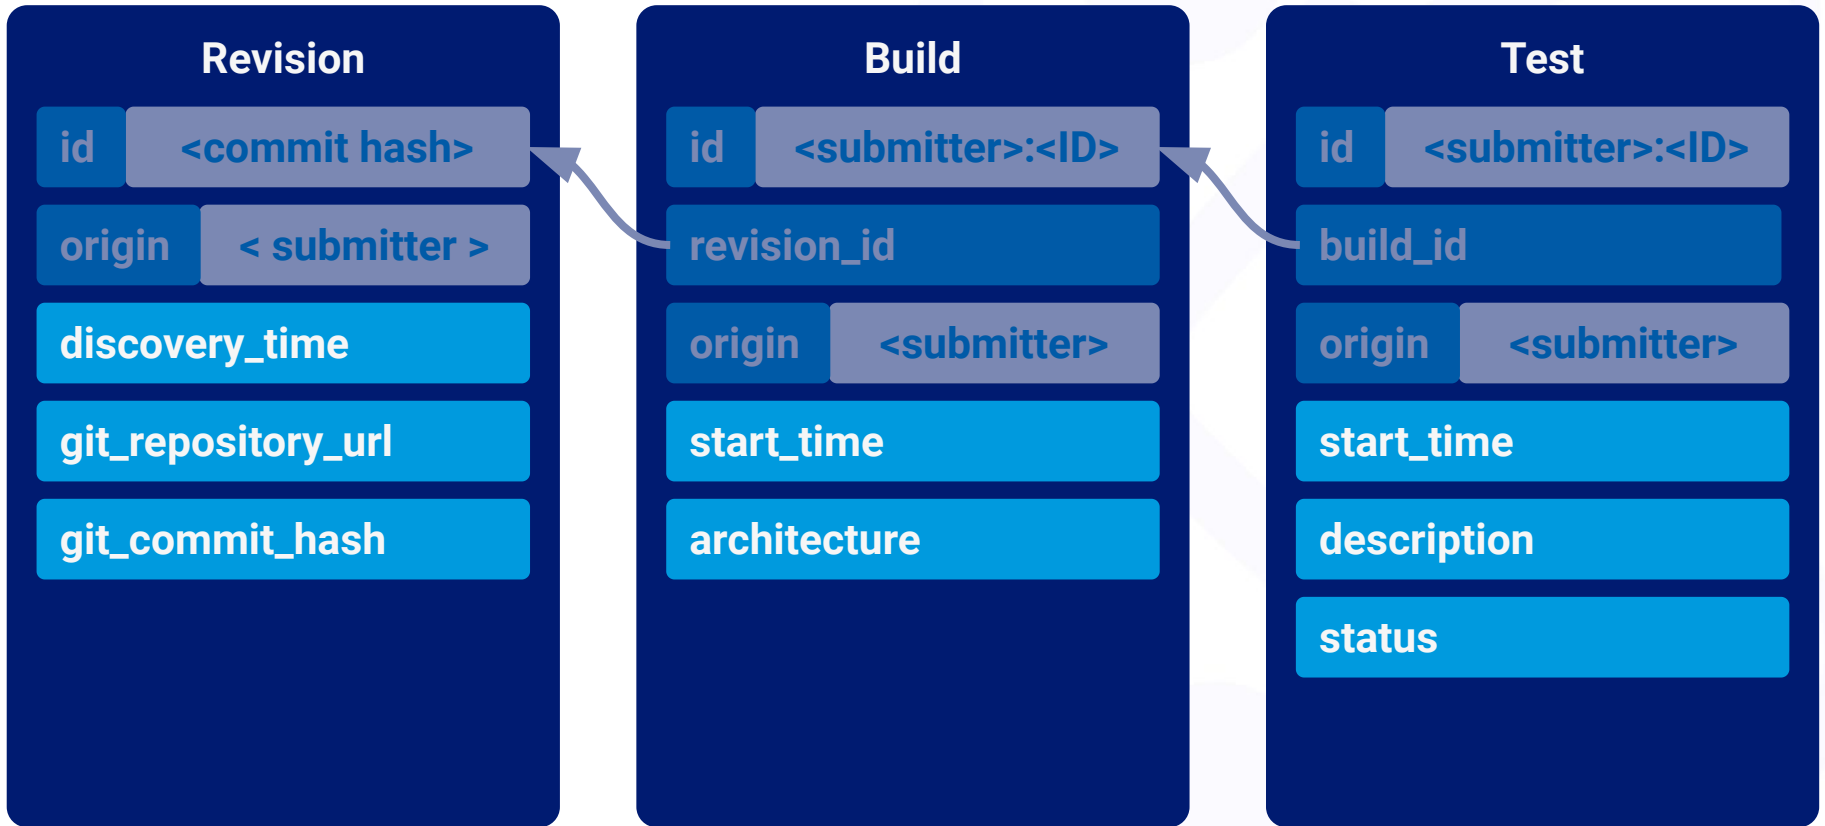 Revision
id <commit hash>
origin < submitter >
discovery_time
git_repository_url
git_commit_hash
Build
id <submitter>:<ID>
revision_id
origin <submitter>
start_time
architecture
Test
id <submitter>:<ID>
build_id
origin <submitter>
start_time
description
status